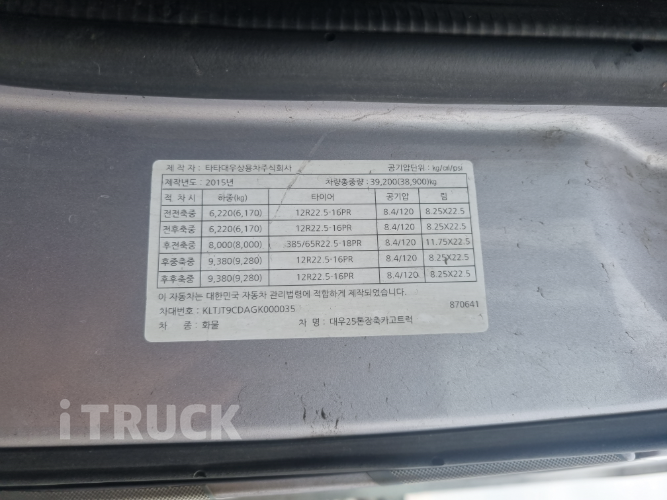 제 작 자 : 타타대우상용차주식회사 공기압단위 : kg/㎠/psi
제작년도 : 2015년 차량총중량 : 39,200(38,900)kg
적 차 시 하중(kg) 타이어 공기압 림
전전축중 6,220(6,170) 12R22.5-16PR 8.4/120 8.25X22.5
전후축중 6,220(6,170) 12R22.5-16PR 8.4/120 8.25X22.5
후전축중 8,000(8,000) 385/65R22.5-18PR 8.4/120 11.75X22.5
후중축중 9,380(9,280) 12R22.5-16PR 8.4/120 8.25X22.5
후후축중 9,380(9,280) 12R22.5-16PR 8.4/120 8.25X22.5
이 자동차는 대한민국 자동차 관리법령에 적합하게 제작되었습니다.
차대번호: KLTJT9CDAGK000035 870641
차 종 : 화물 차 명 : 대우25톤장축카고트럭
iTRUCK